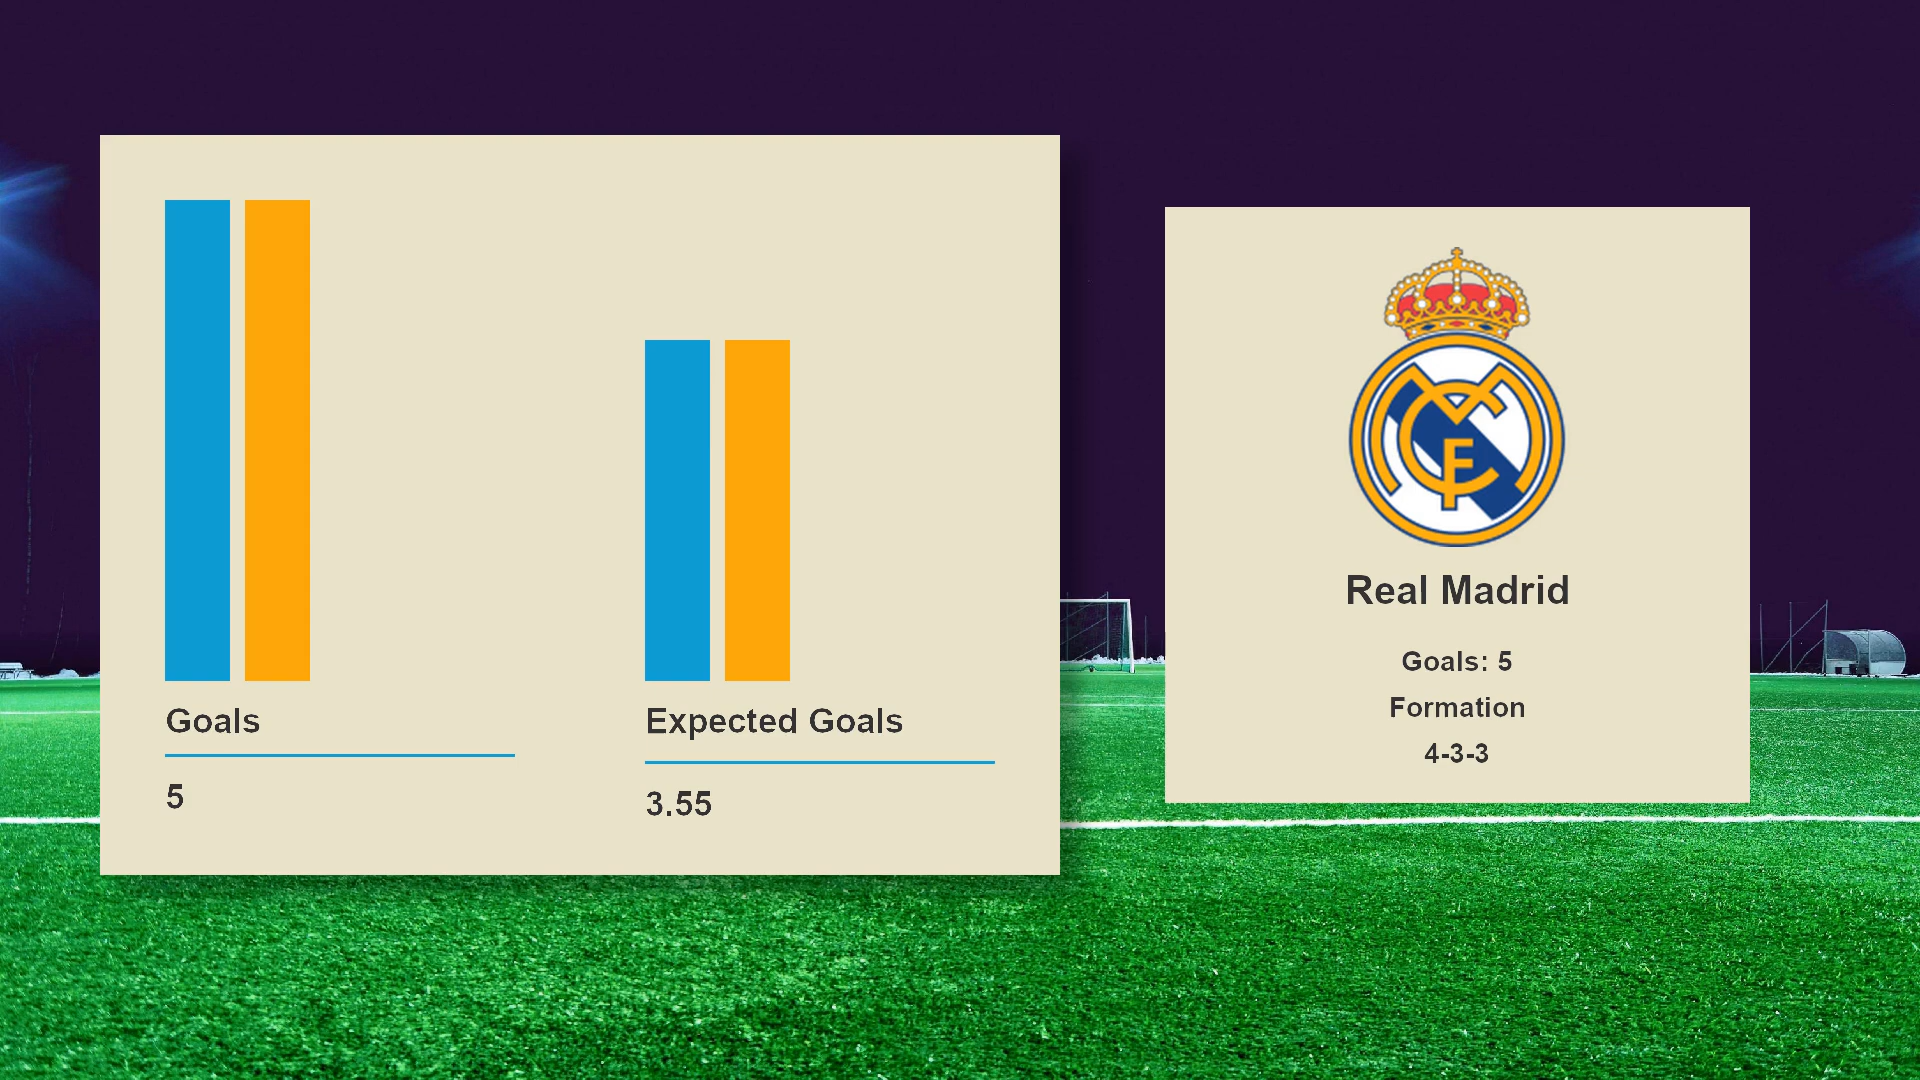 Goals
5
Expected Goals
3.55
Real Madrid
Goals: 5
Formation
4-3-3